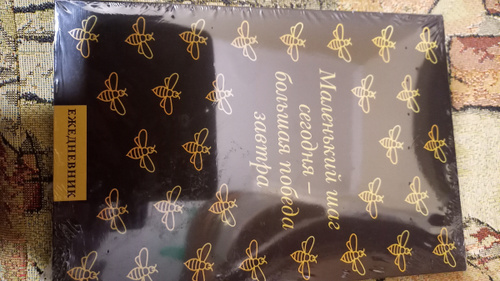 Маленький шаг
сегодня –
большая победа
завтра
ЕЖЕДНЕВНИК